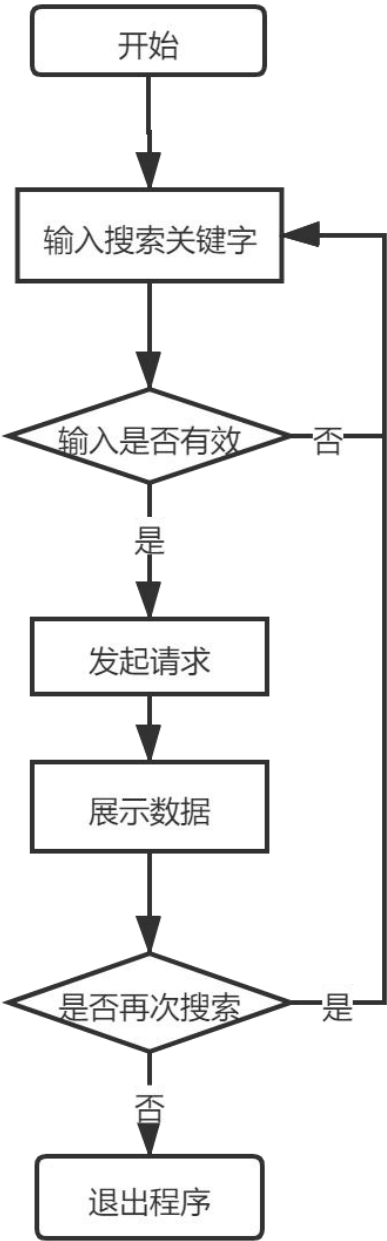 开始
输入搜索关键字
输入是否有效
否
是
发起请求
展示数据
是否再次搜索
是
否
退出程序